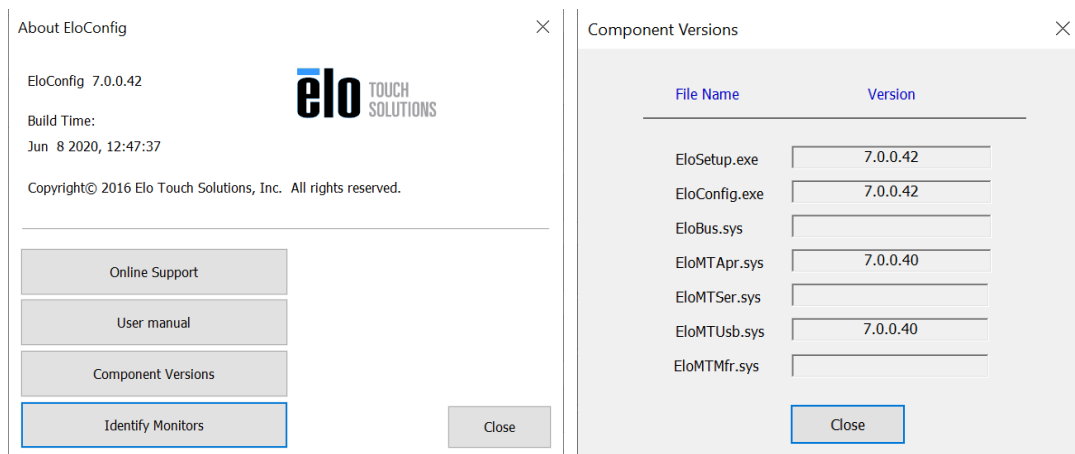 About EloConfig
EloConfig 7.0.0.42
elo TOUCH SOLUTIONS
Build Time:
Jun 8 2020, 12:47:37
Copyright© 2016 Elo Touch Solutions, Inc. All rights reserved.
Online Support
User manual
Component Versions
Identify Monitors
Close
Component Versions
File Name Version
EloSetup.exe 7.0.0.42
EloConfig.exe 7.0.0.42
EloBus.sys
EloMTApr.sys 7.0.0.40
EloMTSer.sys
EloMTUsb.sys 7.0.0.40
EloMTMfr.sys
Close